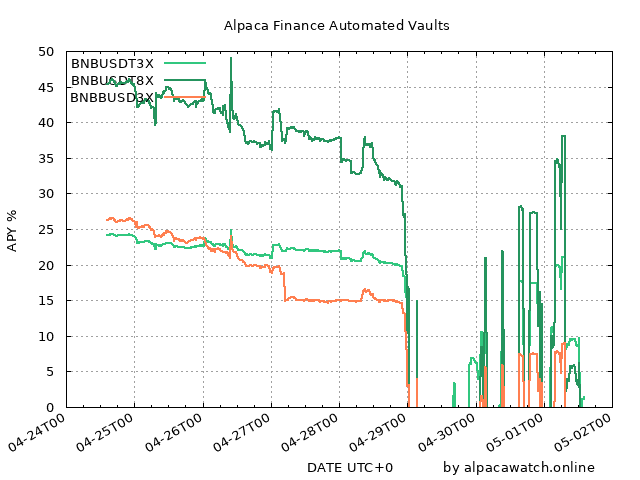 Alpaca Finance Automated Vaults
BNBUSDT3X
BNBUSDT8X
BNBBUSD3X
APY %
50
45
40
35
30
25
20
15
10
5
0
04-24T00
04-25T00
04-26T00
04-27T00
04-28T00
04-29T00
04-30T00
05-01T00
05-02T00
DATE UTC+0
by alpacawatch.online